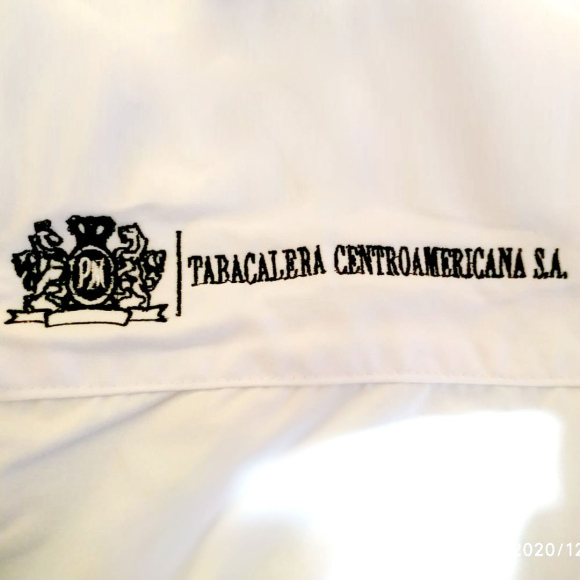 PM
TABACALERA CENTROAMERICANA S.A.
2020/12